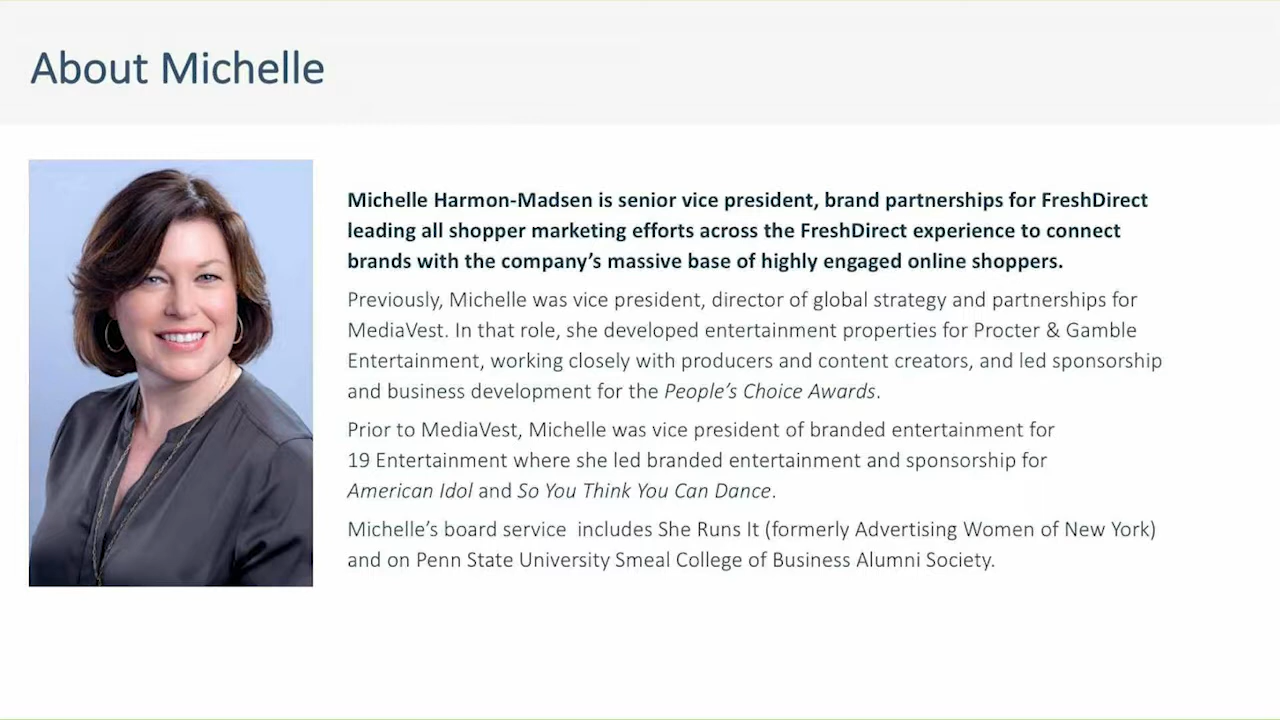 About Michelle
Michelle Harmon-Madsen is senior vice president, brand partnerships for FreshDirect
leading all shopper marketing efforts across the FreshDirect experience to connect
brands with the company’s massive base of highly engaged online shoppers.
Previously, Michelle was vice president, director of global strategy and partnerships for
MediaVest. In that role, she developed entertainment properties for Procter & Gamble
Entertainment, working closely with producers and content creators, and led sponsorship
and business development for the People’s Choice Awards.
Prior to MediaVest, Michelle was vice president of branded entertainment for
19 Entertainment where she led branded entertainment and sponsorship for
American Idol and So You Think You Can Dance.
Michelle’s board service  includes She Runs It (formerly Advertising Women of New York)
and on Penn State University Smeal College of Business Alumni Society.